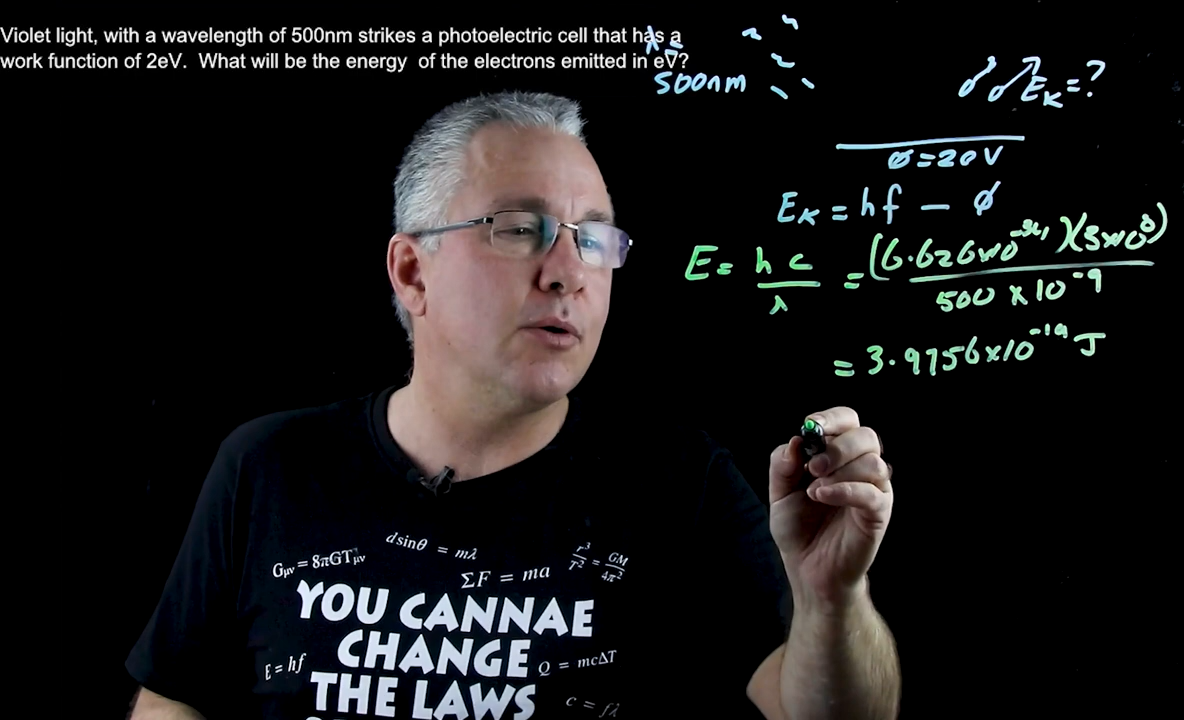 Violet light, with a wavelength of 500nm strikes a photoelectric cell that has a
work function of 2eV. What will be the energy of the electrons emitted in eV?
λ =
500nm
Eₖ=?
Ø=2eV
Eₖ = hf − Ø
E = hc/λ = (6.626x10⁻³⁴)(3x10⁸)/500 x 10⁻⁹
= 3.9756x10⁻¹⁹ J
dsinθ = mλ
r³/T² = GM/4π²
Gμν = 8πGTμν
ΣF = ma
YOU CANNAE
CHANGE
E = hf
Q = mcΔT
THE LAWS
c = fλ